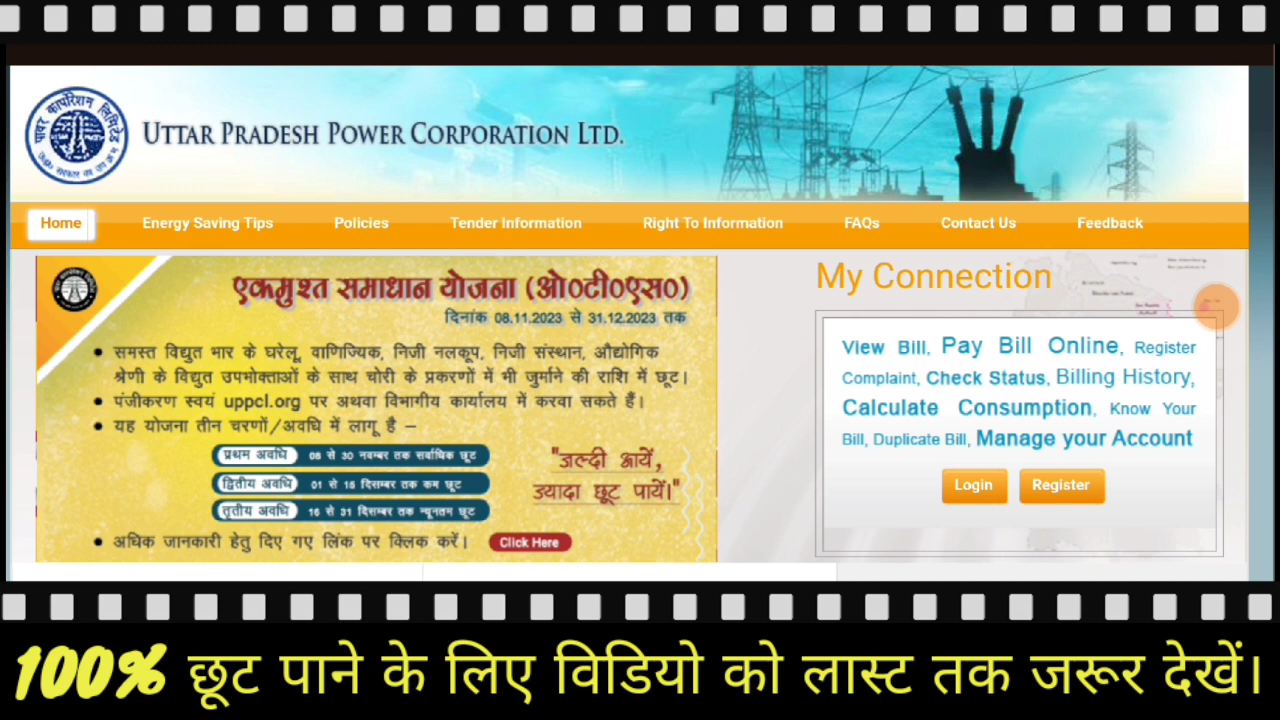 UTTAR PRADESH POWER CORPORATION LTD.
Home Energy Saving Tips Policies Tender Information Right To Information FAQs Contact Us Feedback
एकमुश्त समाधान योजना (ओ०टी०एस०)
दिनांक 08.11.2023 से 31.12.2023 तक
• समस्त विद्युत भार के घरेलू, वाणिज्यिक, निजी नलकूप, निजी संस्थान, औद्योगिक
श्रेणी के विद्युत उपभोक्ताओं के साथ चोरी के प्रकरणों में भी जुर्माने की राशि में छूट।
• पंजीकरण स्वयं uppcl.org पर अथवा विभागीय कार्यालय में करवा सकते हैं।
• यह योजना तीन चरणों/अवधि में लागू है –
प्रथम अवधि 08 से 30 नवम्बर तक सर्वाधिक छूट
द्वितीय अवधि 01 से 15 दिसम्बर तक कम छूट
तृतीय अवधि 16 से 31 दिसम्बर तक न्यूनतम छूट
"जल्दी आयें,
ज्यादा छूट पायें।"
• अधिक जानकारी हेतु दिए गए लिंक पर क्लिक करें। Click Here
My Connection
View Bill, Pay Bill Online, Register
Complaint, Check Status, Billing History,
Calculate Consumption, Know Your
Bill, Duplicate Bill, Manage your Account
Login Register
100% छूट पाने के लिए विडियो को लास्ट तक जरूर देखें।